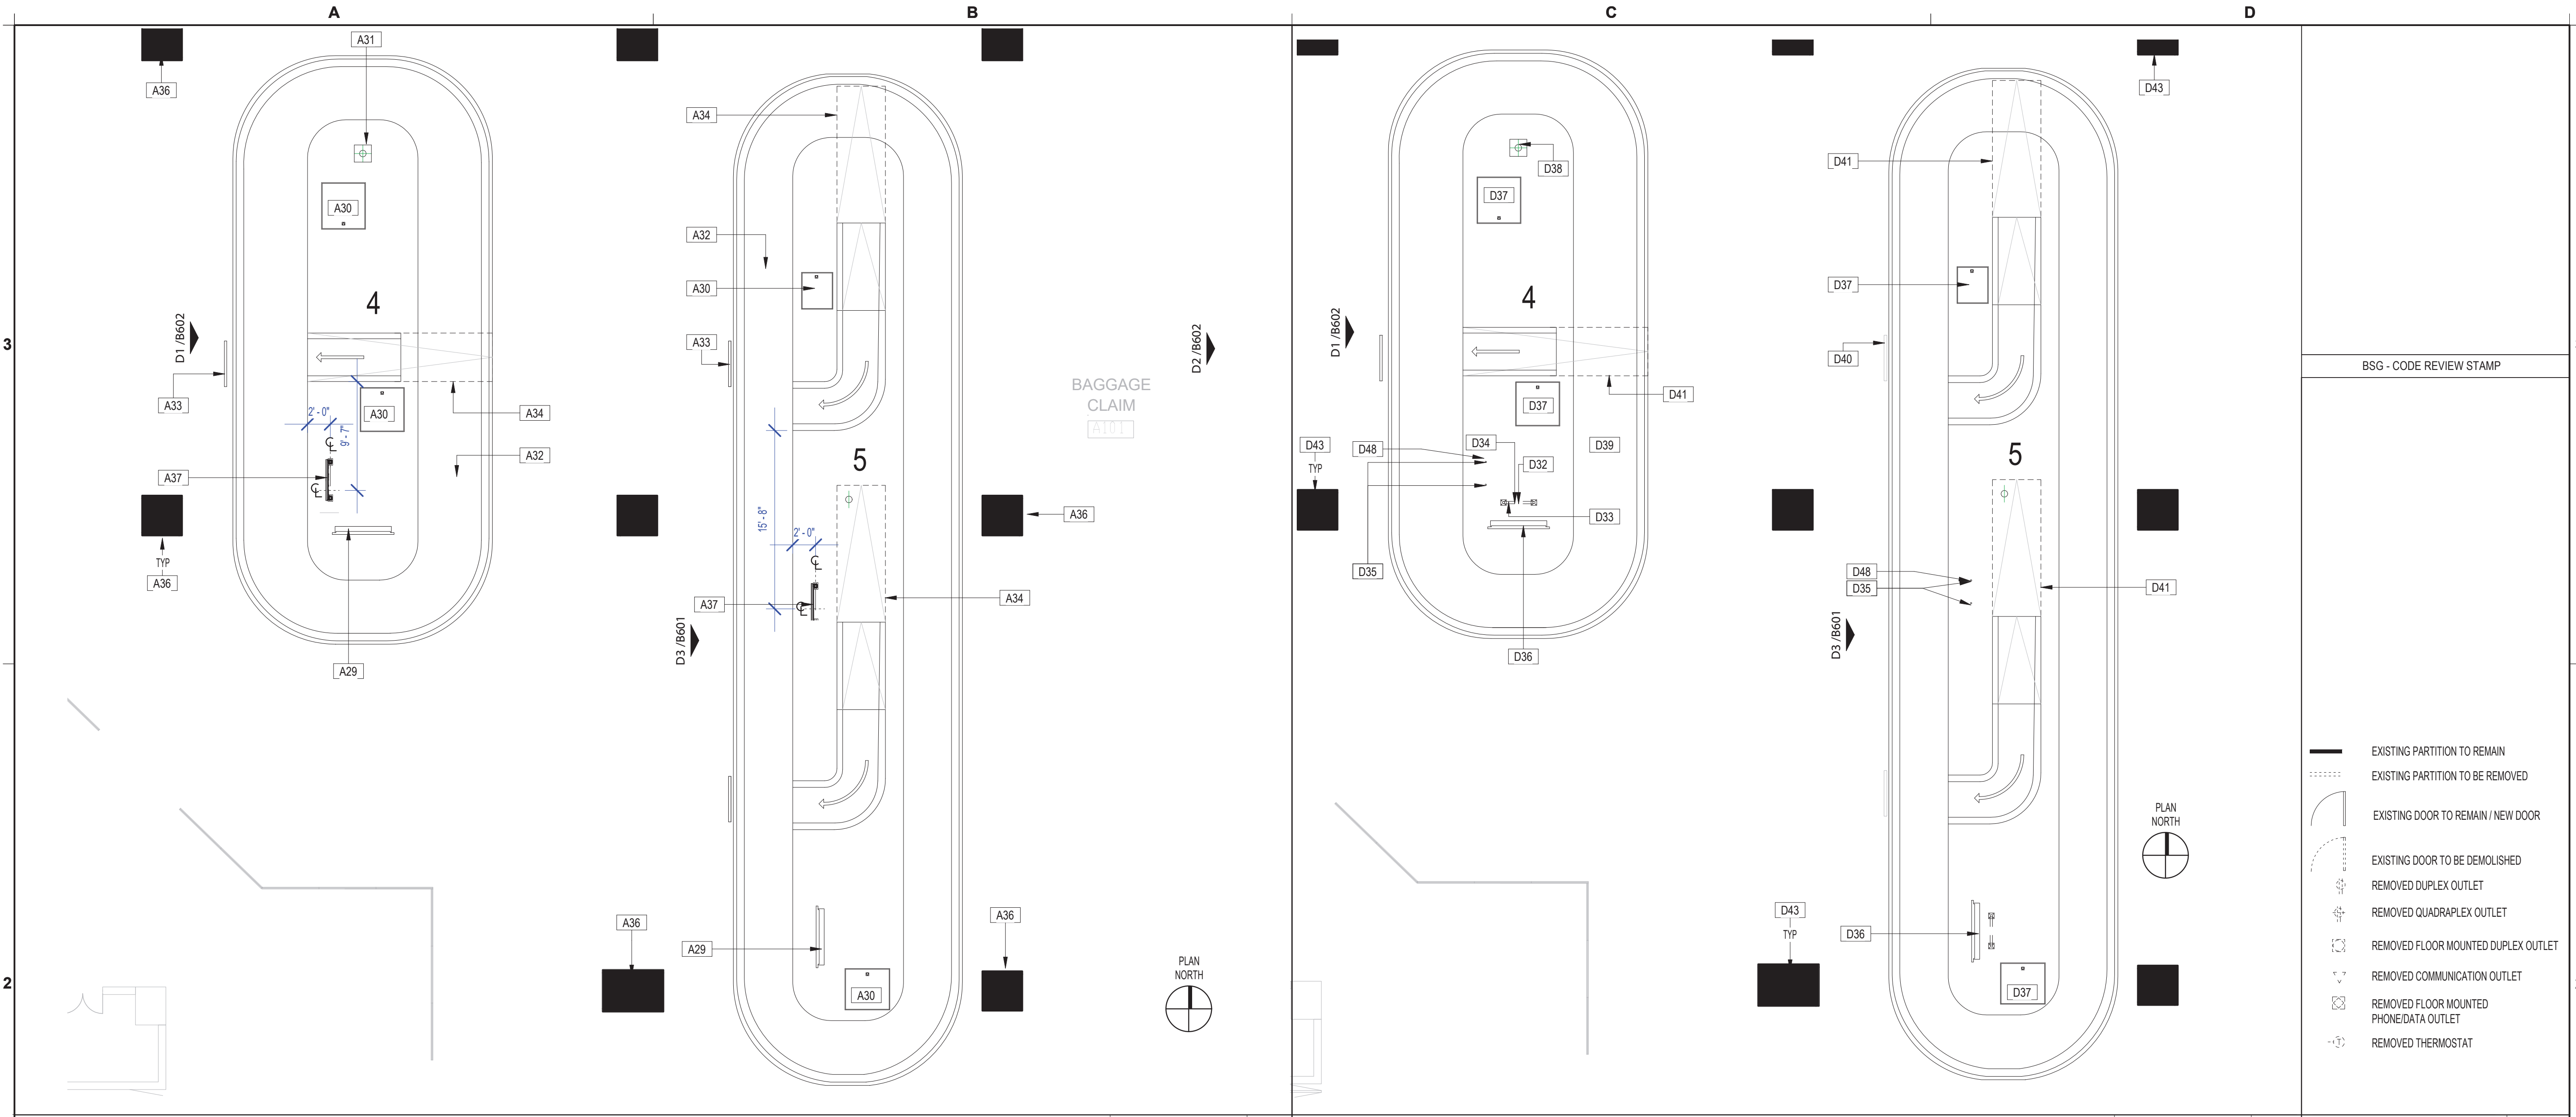 A
B
C
D
3
2
A31
A36
A30
4
D1 /B602
A33
2' - 0"
9' - 7"
A30
A34
A32
A37
TYP
A36
A29
A34
A32
A30
A33
D2 /B602
BAGGAGE
CLAIM
A101
5
15' - 8"
2' - 0"
A36
A37
A34
D3 /B601
A36
A29
A30
A36
PLAN
NORTH
D38
D37
4
D1 /B602
D37
D41
D43
TYP
D48
D34
D32
D39
D33
D35
D36
D43
D41
D37
D40
5
D48
D35
D41
D3 /B601
D43
TYP
D36
D37
PLAN
NORTH
BSG - CODE REVIEW STAMP
EXISTING PARTITION TO REMAIN
EXISTING PARTITION TO BE REMOVED
EXISTING DOOR TO REMAIN / NEW DOOR
EXISTING DOOR TO BE DEMOLISHED
REMOVED DUPLEX OUTLET
REMOVED QUADRAPLEX OUTLET
REMOVED FLOOR MOUNTED DUPLEX OUTLET
REMOVED COMMUNICATION OUTLET
REMOVED FLOOR MOUNTED
PHONE/DATA OUTLET
T
REMOVED THERMOSTAT